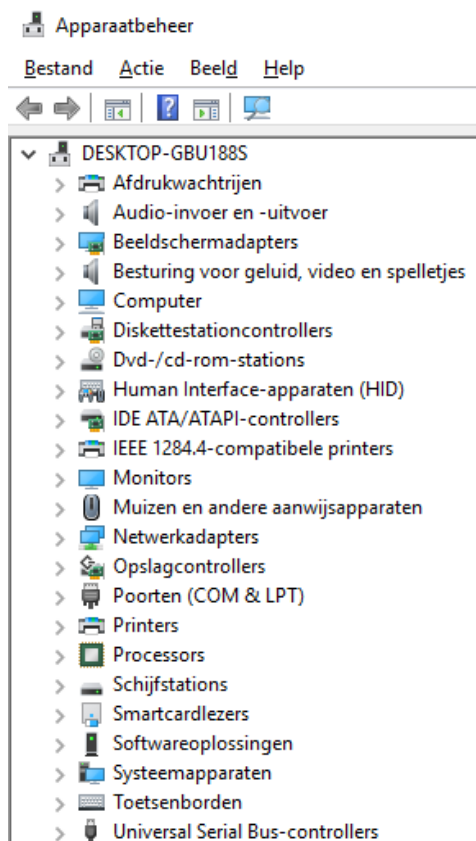 Apparaatbeheer
Bestand Actie Beeld Help
DESKTOP-GBU188S
Afdrukwachtrijen
Audio-invoer en -uitvoer
Beeldschermadapters
Besturing voor geluid, video en spelletjes
Computer
Diskettestationcontrollers
Dvd-/cd-rom-stations
Human Interface-apparaten (HID)
IDE ATA/ATAPI-controllers
IEEE 1284.4-compatibele printers
Monitors
Muizen en andere aanwijsapparaten
Netwerkadapters
Opslagcontrollers
Poorten (COM & LPT)
Printers
Processors
Schijfstations
Smartcardlezers
Softwareoplossingen
Systeemapparaten
Toetsenborden
Universal Serial Bus-controllers